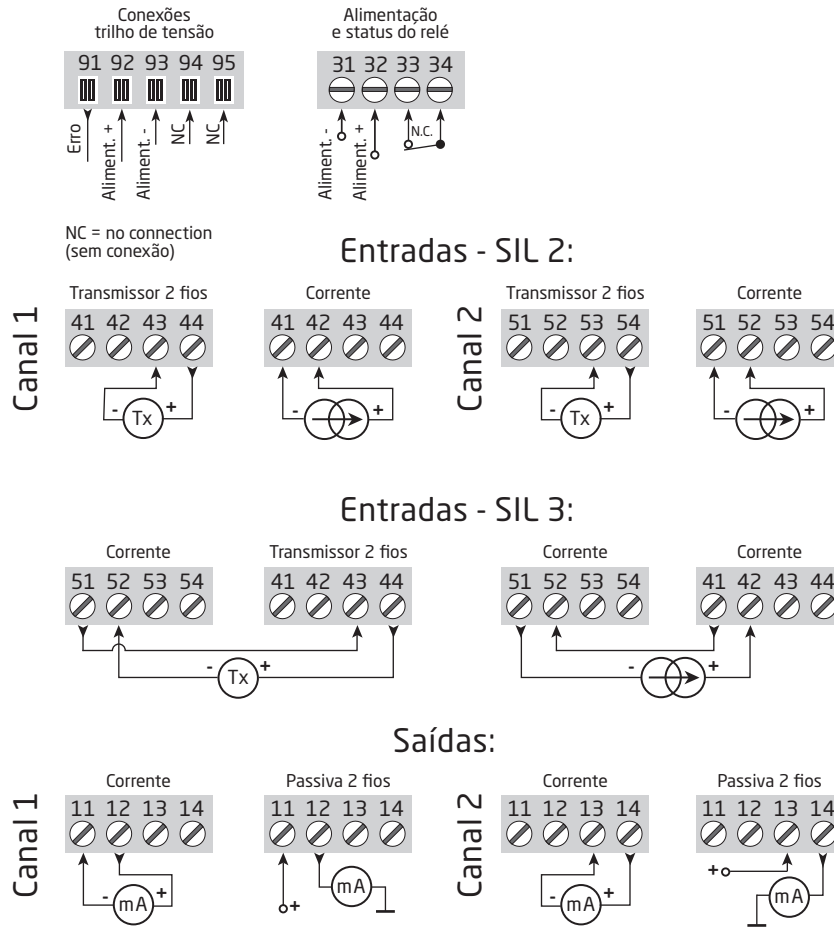 Conexões
trilho de tensão
91 92 93 94 95
Erro
Aliment. +
Aliment. -
NC
NC
Alimentação
e status do relé
31 32 33 34
Aliment. -
Aliment. +
N.C.
NC = no connection
(sem conexão)
Entradas - SIL 2:
Canal 1
Transmissor 2 fios
41 42 43 44
- Tx +
Corrente
41 42 43 44
- +
Canal 2
Transmissor 2 fios
51 52 53 54
- Tx +
Corrente
51 52 53 54
- +
Entradas - SIL 3:
Corrente
51 52 53 54
Transmissor 2 fios
41 42 43 44
- Tx +
Corrente
51 52 53 54
Corrente
41 42 43 44
- +
Saídas:
Canal 1
Corrente
11 12 13 14
- mA +
Passiva 2 fios
11 12 13 14
+
mA
Canal 2
Corrente
11 12 13 14
- mA +
Passiva 2 fios
11 12 13 14
+
mA